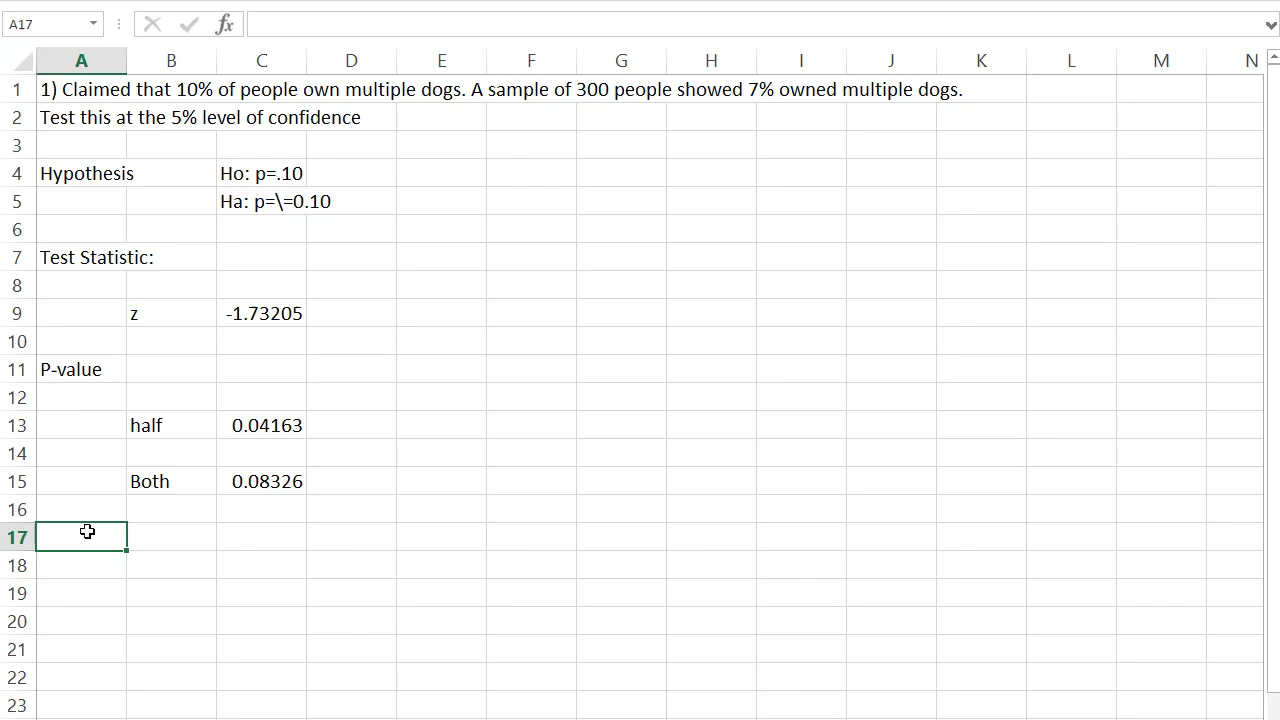 A17
fx
A B C D E F G H I J K L M N
1 1) Claimed that 10% of people own multiple dogs. A sample of 300 people showed 7% owned multiple dogs.
2 Test this at the 5% level of confidence
3
4 Hypothesis Ho: p=.10
5 Ha: p=\=0.10
6
7 Test Statistic:
8
9 z -1.73205
10
11 P-value
12
13 half 0.04163
14
15 Both 0.08326
16
17
18
19
20
21
22
23